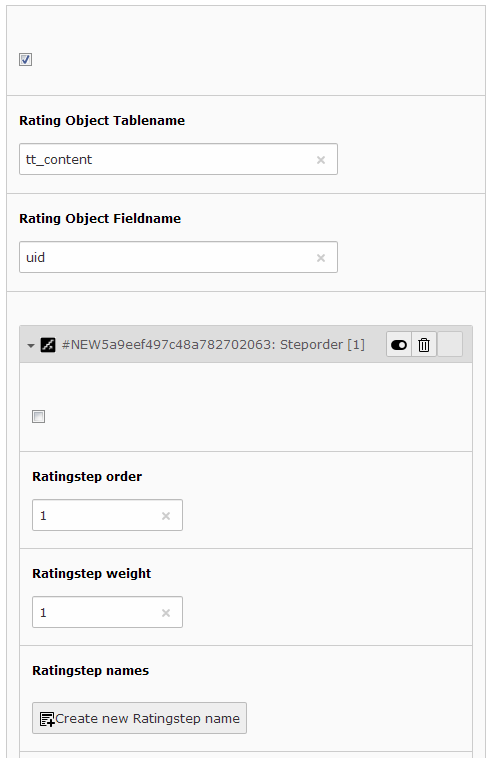 Rating Object Tablename
tt_content
Rating Object Fieldname
uid
#NEW5a9eef497c48a782702063: Steporder [1]
Ratingstep order
1
Ratingstep weight
1
Ratingstep names
Create new Ratingstep name